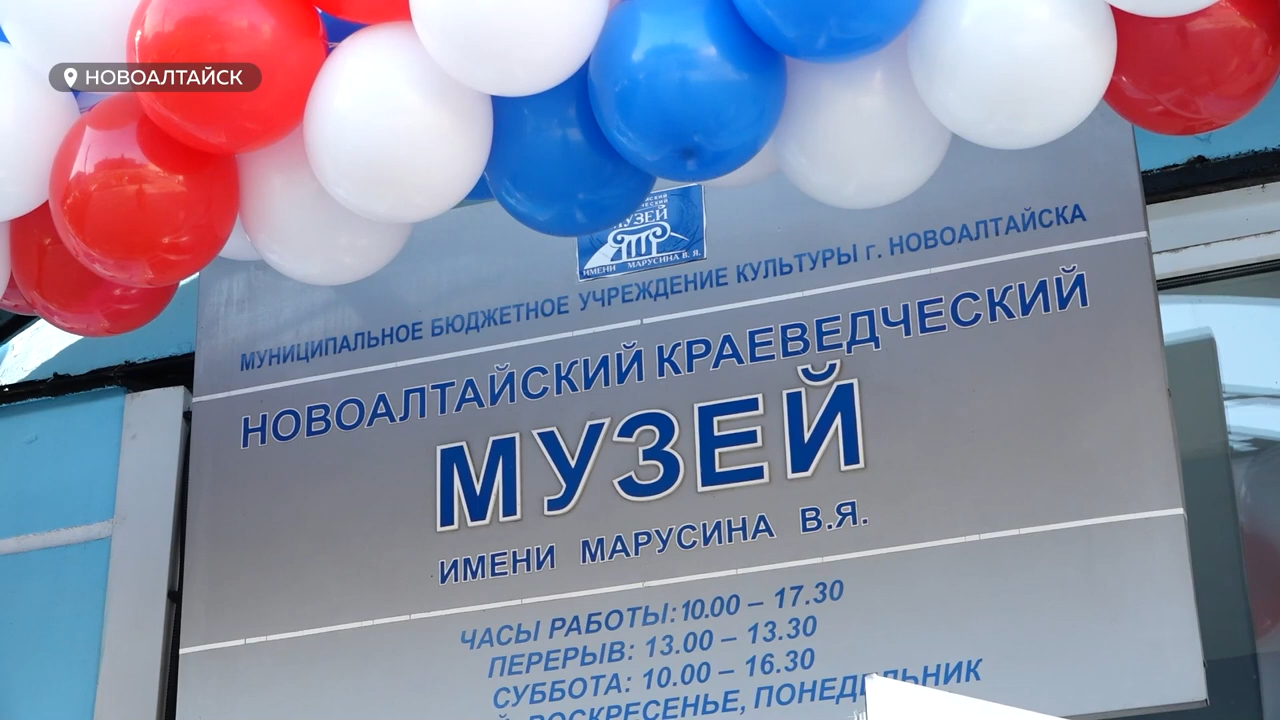 НОВОАЛТАЙСК
МУЗЕЙ
ИМЕНИ МАРУСИНА В. Я.
МУНИЦИПАЛЬНОЕ БЮДЖЕТНОЕ УЧРЕЖДЕНИЕ КУЛЬТУРЫ г. НОВОАЛТАЙСКА
НОВОАЛТАЙСКИЙ КРАЕВЕДЧЕСКИЙ
МУЗЕЙ
ИМЕНИ МАРУСИНА В.Я.
ЧАСЫ РАБОТЫ: 10.00 – 17.30
ПЕРЕРЫВ: 13.00 – 13.30
СУББОТА: 10.00 – 16.30
ВОСКРЕСЕНЬЕ, ПОНЕДЕЛЬНИК